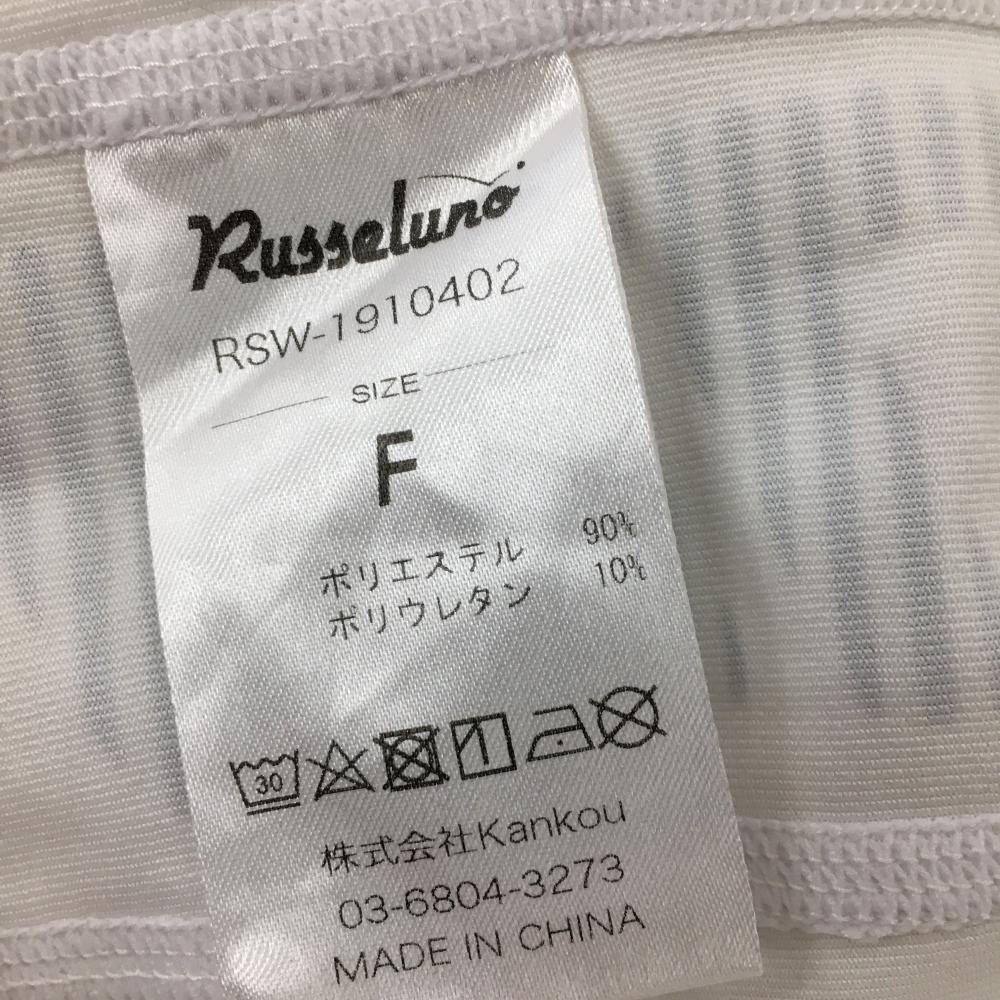 Russeluno
RSW-1910402
SIZE
F
ポリエステル 90%
ポリウレタン 10%
30
株式会社Kankou
03-6804-3273
MADE IN CHINA